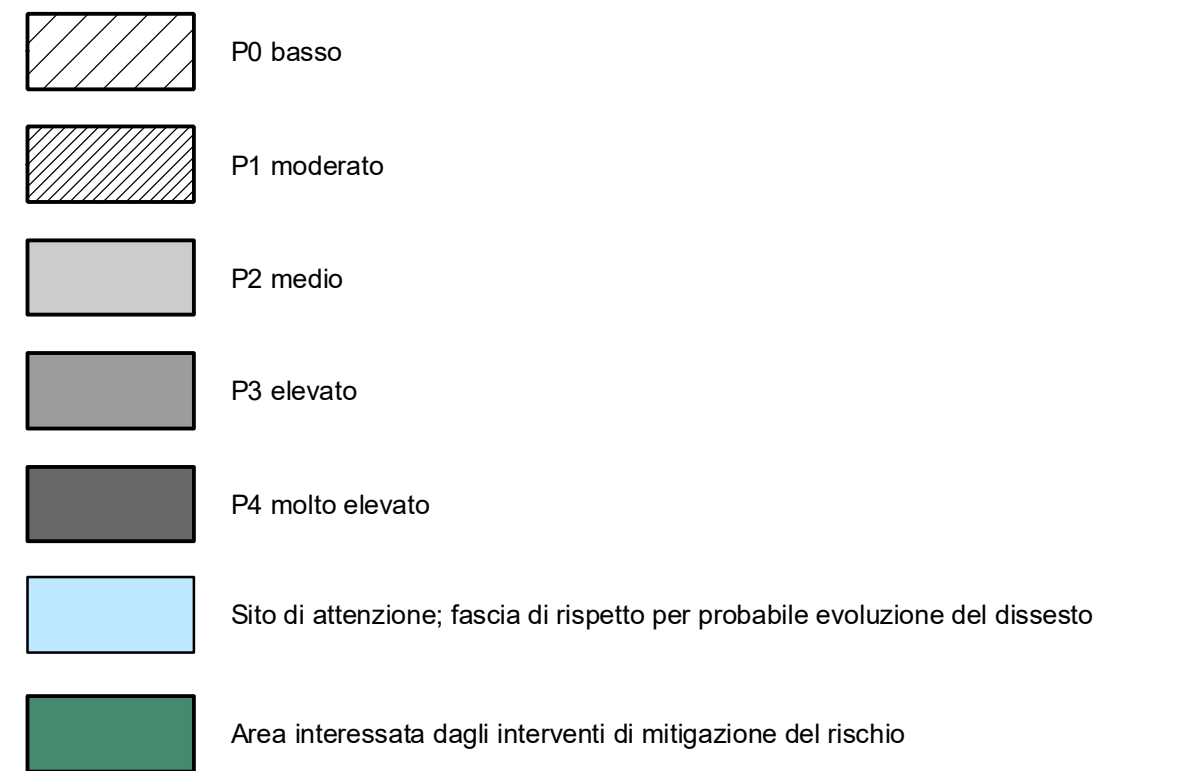 P0 basso
P1 moderato
P2 medio
P3 elevato
P4 molto elevato
Sito di attenzione; fascia di rispetto per probabile evoluzione del dissesto
Area interessata dagli interventi di mitigazione del rischio